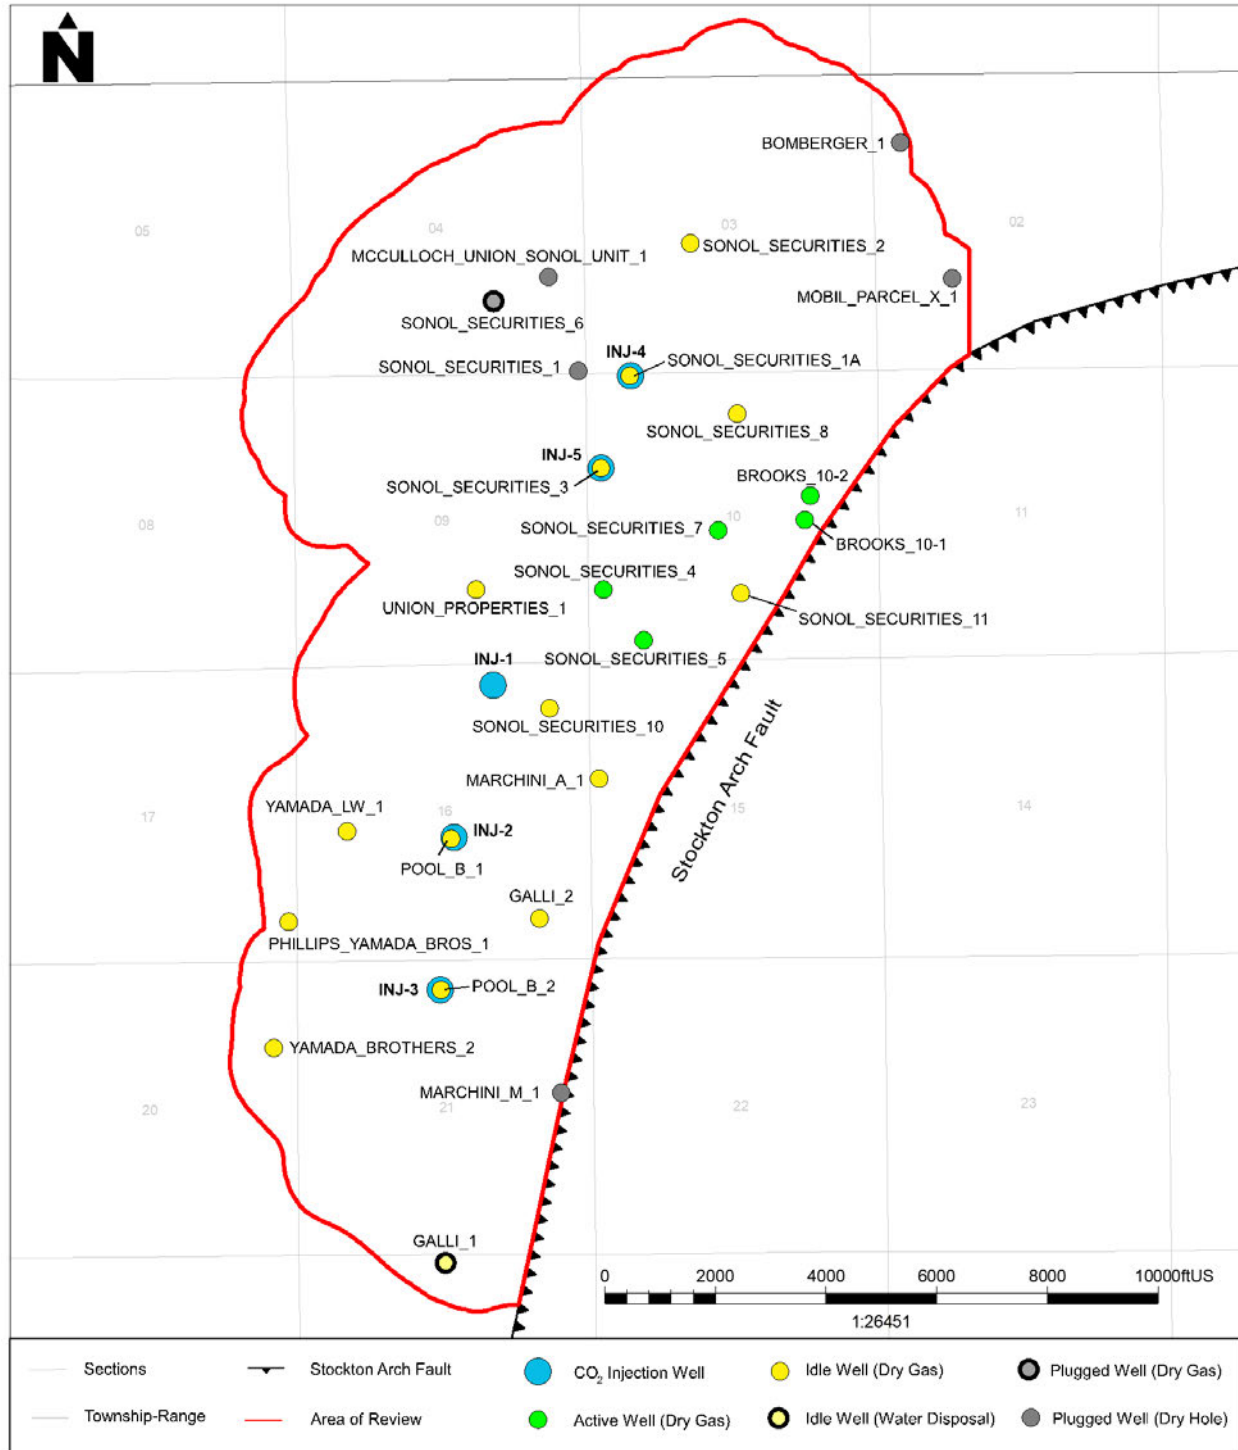 N
BOMBERGER_1
05
04
03
02
SONOL_SECURITIES_2
MCCULLOCH_UNION_SONOL_UNIT_1
MOBIL_PARCEL_X_1
SONOL_SECURITIES_6
INJ-4
SONOL_SECURITIES_1A
SONOL_SECURITIES_1
SONOL_SECURITIES_8
INJ-5
BROOKS_10-2
SONOL_SECURITIES_3
08
09
SONOL_SECURITIES_7
10
11
BROOKS_10-1
SONOL_SECURITIES_4
UNION_PROPERTIES_1
SONOL_SECURITIES_11
INJ-1
SONOL_SECURITIES_5
SONOL_SECURITIES_10
MARCHINI_A_1
Stockton Arch Fault
YAMADA_LW_1
17
16
15
14
INJ-2
POOL_B_1
GALLI_2
PHILLIPS_YAMADA_BROS_1
INJ-3
POOL_B_2
YAMADA_BROTHERS_2
MARCHINI_M_1
20
21
22
23
GALLI_1
0 2000 4000 6000 8000 10000ftUS
1:26451
Sections
Stockton Arch Fault
CO2 Injection Well
Idle Well (Dry Gas)
Plugged Well (Dry Gas)
Township-Range
Area of Review
Active Well (Dry Gas)
Idle Well (Water Disposal)
Plugged Well (Dry Hole)